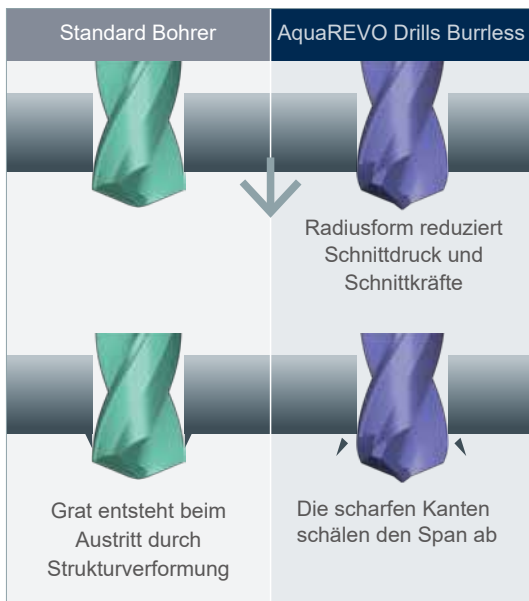 Standard Bohrer
AquaREVO Drills Burrless
Radiusform reduziert
Schnittdruck und
Schnittkräfte
Grat entsteht beim
Austritt durch
Strukturverformung
Die scharfen Kanten
schälen den Span ab